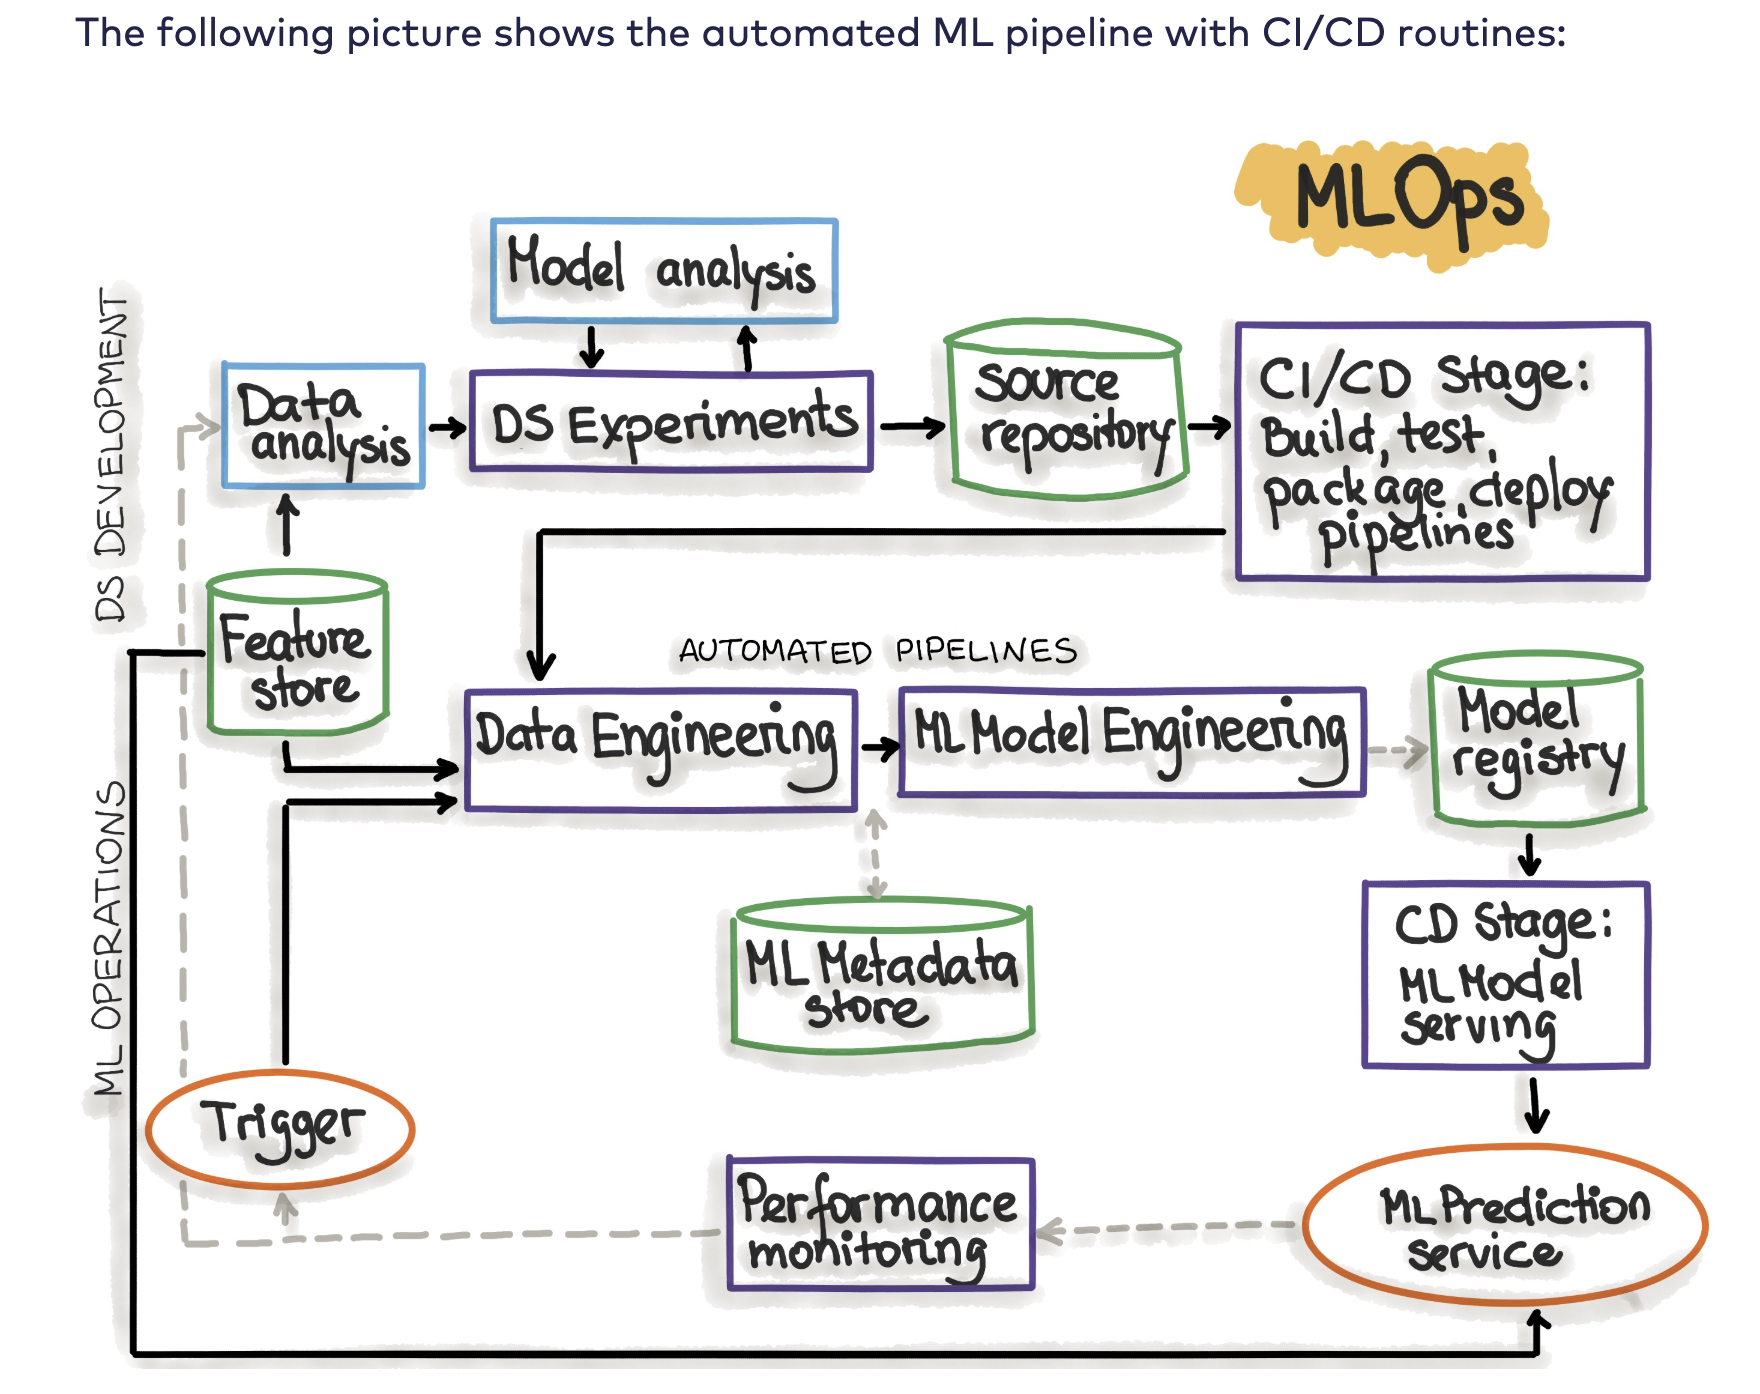 The following picture shows the automated ML pipeline with CI/CD routines:
MLOps
Model analysis
DS DEVELOPMENT
Data
analysis
DS Experiments
Source
repository
CI/CD Stage:
Build, test,
package, deploy
pipelines
Feature
store
AUTOMATED PIPELINES
Data Engineering
ML Model Engineering
Model
registry
ML OPERATIONS
ML Metadata
store
CD Stage:
ML Model
serving
Trigger
Performance
monitoring
ML Prediction
service